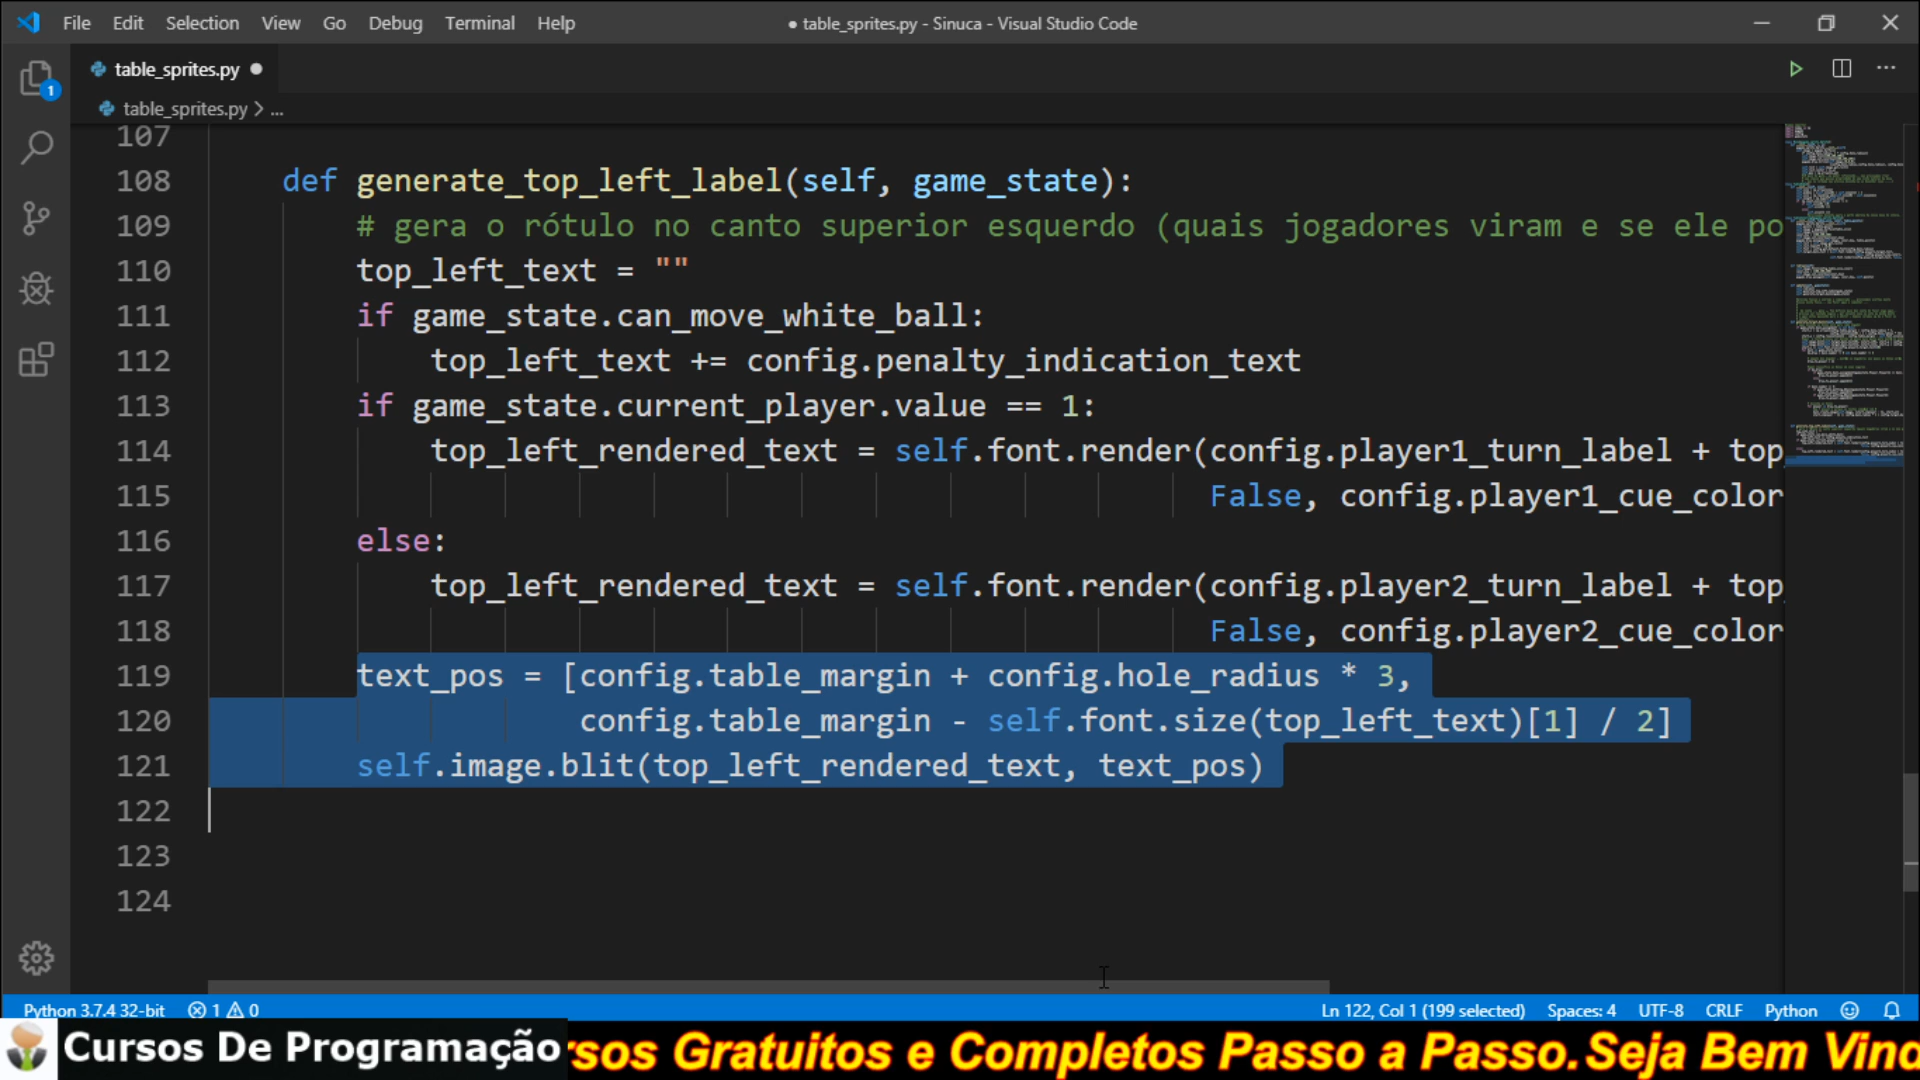 File Edit Selection View Go Debug Terminal Help
● table_sprites.py - Sinuca - Visual Studio Code
table_sprites.py ●
1
table_sprites.py > ...
107
108 def generate_top_left_label(self, game_state):
109 # gera o rótulo no canto superior esquerdo (quais jogadores viram e se ele po
110 top_left_text = ""
111 if game_state.can_move_white_ball:
112 top_left_text += config.penalty_indication_text
113 if game_state.current_player.value == 1:
114 top_left_rendered_text = self.font.render(config.player1_turn_label + top_
115 False, config.player1_cue_color
116 else:
117 top_left_rendered_text = self.font.render(config.player2_turn_label + top_
118 False, config.player2_cue_color
119 text_pos = [config.table_margin + config.hole_radius * 3,
120 config.table_margin - self.font.size(top_left_text)[1] / 2]
121 self.image.blit(top_left_rendered_text, text_pos)
122
123
124
Python 3.7.4 32-bit 1 0 Ln 122, Col 1 (199 selected) Spaces: 4 UTF-8 CRLF Python
Cursos De Programação rsos Gratuitos e Completos Passo a Passo.Seja Bem Vind